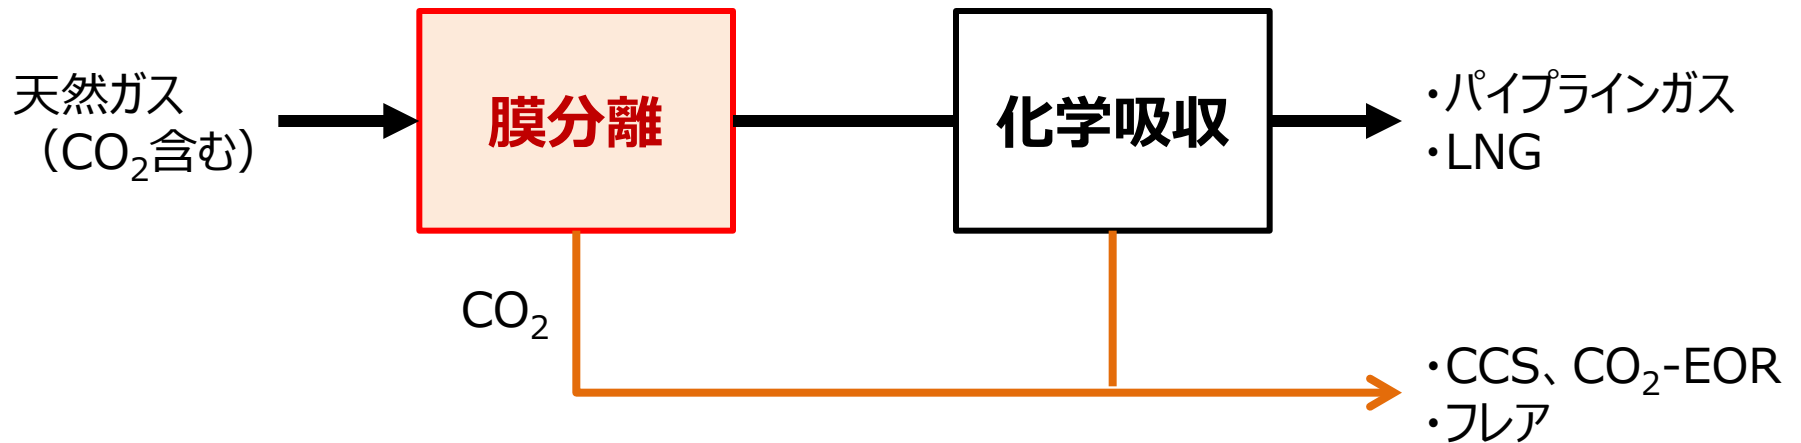 天然ガス
（CO₂含む）
膜分離
化学吸収
・パイプラインガス
・LNG
CO₂
・CCS、CO₂-EOR
・フレア